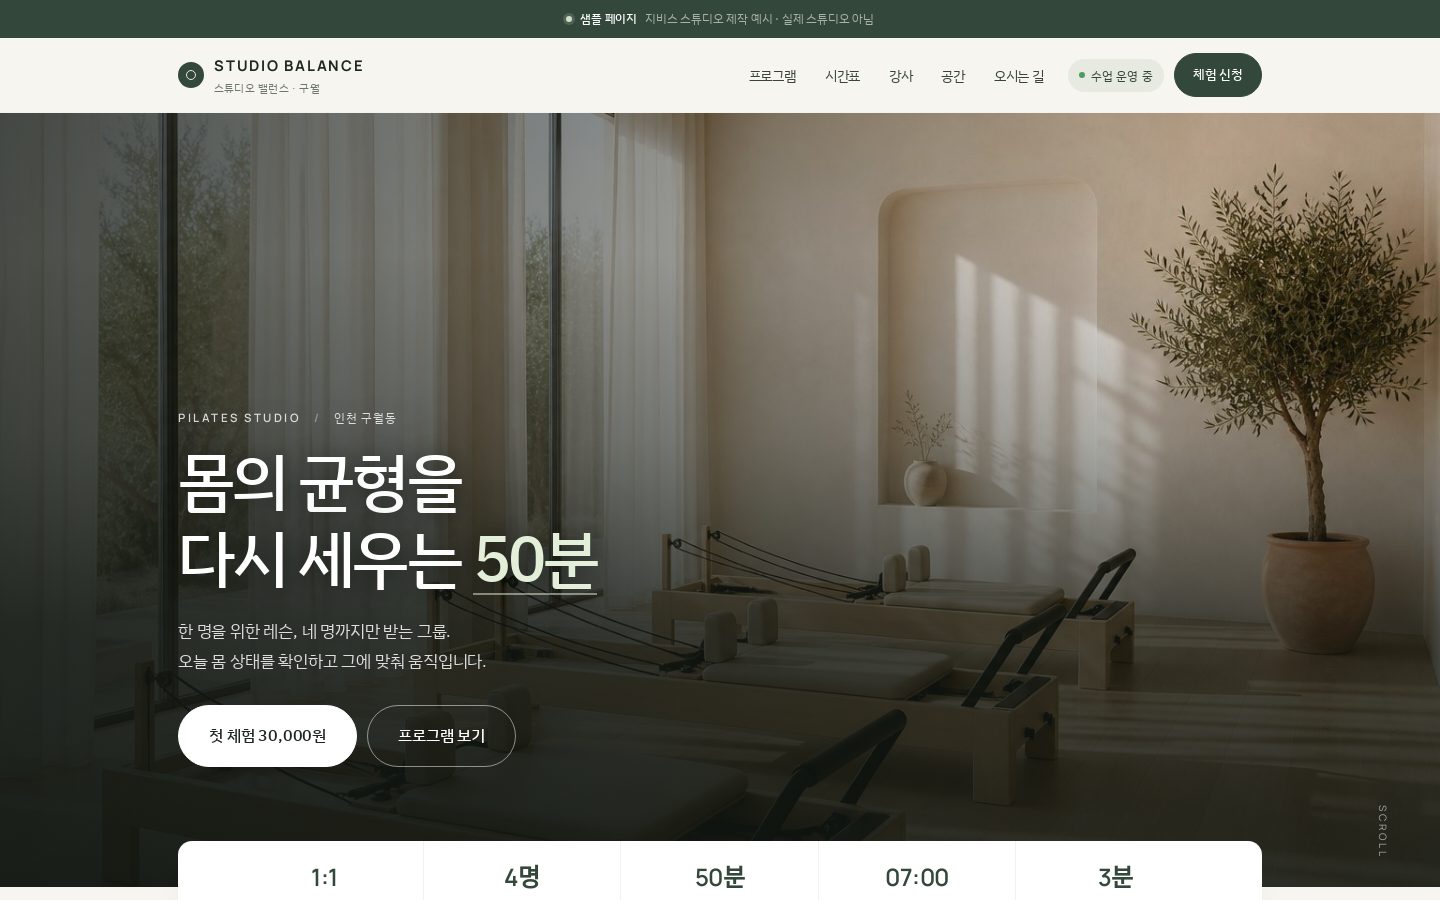 샘플 페이지 지비스 스튜디오 제작 예시 · 실제 스튜디오 아님
STUDIO BALANCE
스튜디오 밸런스 · 구월
프로그램 시간표 강사 공간 오시는 길 수업 운영 중 체험 신청
PILATES STUDIO / 인천 구월동
몸의 균형을
다시 세우는 50분
한 명을 위한 레슨, 네 명까지만 받는 그룹.
오늘 몸 상태를 확인하고 그에 맞춰 움직입니다.
첫 체험 30,000원 프로그램 보기
SCROLL
1:1 4명 50분 07:00 3분